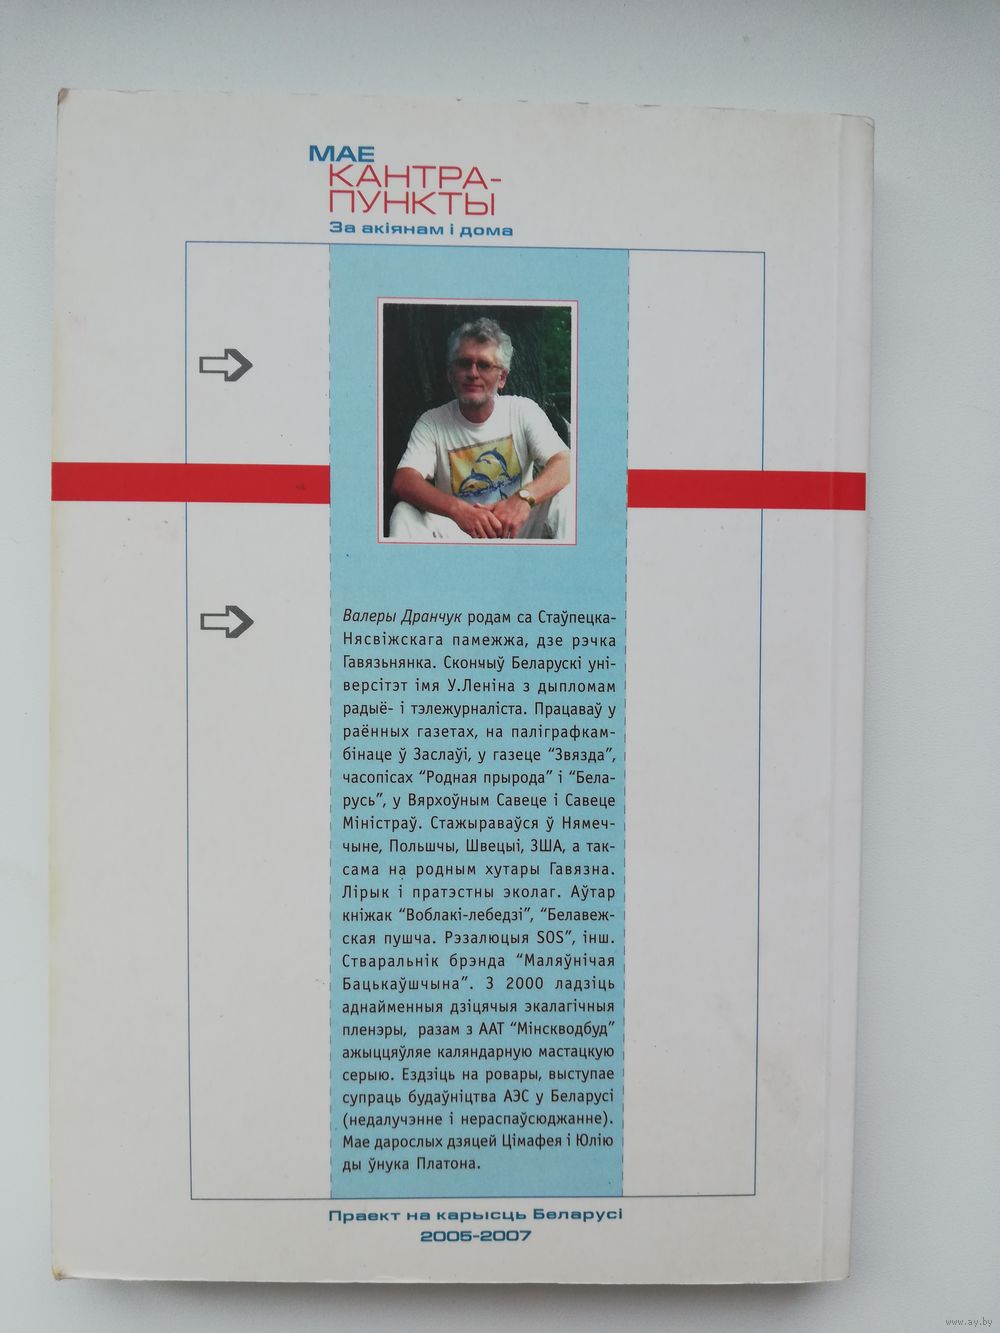 МАЕ
КАНТРА-
ПУНКТЫ
За акіянам і дома
Валеры Дранчук родам са Стаўпецка-
Нясвіжскага памежжа, дзе рэчка
Гавязьнянка. Скончыў Беларускі уні-
версітэт імя У.Леніна з дыпломам
радыё- і тэлежурналіста. Працаваў у
раённых газетах, на паліграфкам-
бінаце ў Заслаўі, у газеце “Звязда”,
часопісах “Родная прырода” і “Бела-
русь”, у Вярхоўным Савеце і Савеце
Міністраў. Стажыраваўся ў Нямеч-
чыне, Польшчы, Швецыі, ЗША, а так-
сама на родным хутары Гавязна.
Лірык і пратэстны эколаг. Аўтар
кніжак “Воблакі-лебедзі”, “Белавеж-
ская пушча. Рэзалюцыя SOS”, інш.
Стваральнік брэнда “Маляўнічая
Бацькаўшчына”. З 2000 ладзіць
аднайменныя дзіцячыя экалагічныя
пленэры, разам з ААТ “Мінскводбуд”
ажыццяўляе каляндарную мастацкую
серыю. Ездзіць на ровары, выступае
супраць будаўніцтва АЭС у Беларусі
(недалучэнне і нераспаўсюджанне).
Мае дарослых дзяцей Цімафея і Юлію
ды ўнука Платона.
Праект на карысць Беларусі
2005-2007
www.ay.by